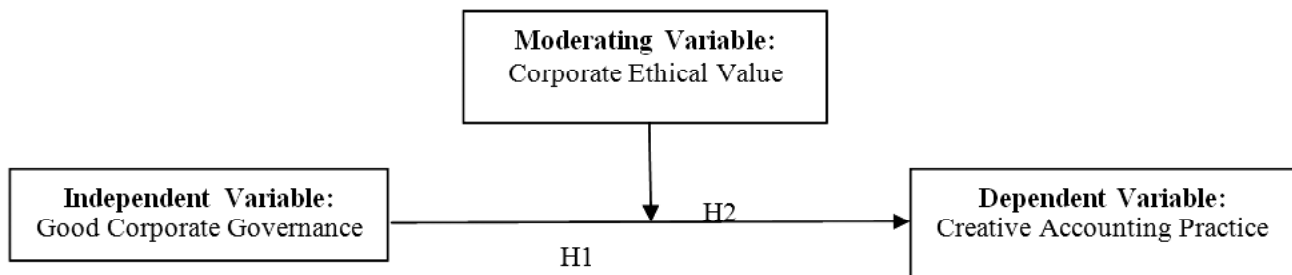 Moderating Variable:
Corporate Ethical Value
Independent Variable:
Good Corporate Governance
H2
H1
Dependent Variable:
Creative Accounting Practice